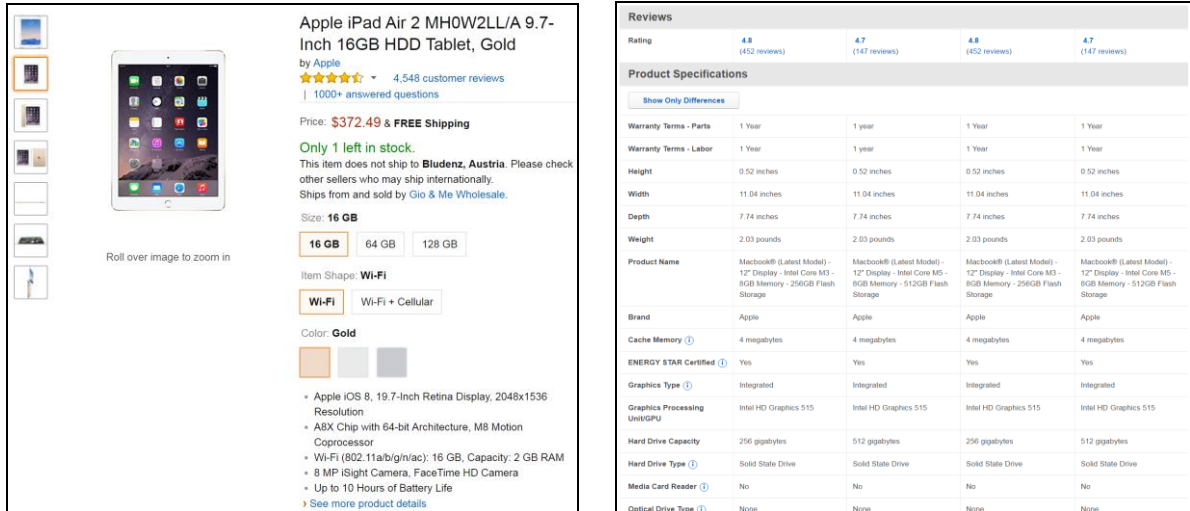 Apple iPad Air 2 MH0W2LL/A 9.7-
Inch 16GB HDD Tablet, Gold
by Apple
4,548 customer reviews
| 1000+ answered questions
Price: $372.49 & FREE Shipping
Only 1 left in stock.
This item does not ship to Bludenz, Austria. Please check
other sellers who may ship internationally.
Ships from and sold by Gio & Me Wholesale.
Size: 16 GB
16 GB 64 GB 128 GB
Item Shape: Wi-Fi
Wi-Fi Wi-Fi + Cellular
Color: Gold
• Apple iOS 8, 19.7-Inch Retina Display, 2048x1536
Resolution
• A8X Chip with 64-bit Architecture, M8 Motion
Coprocessor
• Wi-Fi (802.11a/b/g/n/ac): 16 GB, Capacity: 2 GB RAM
• 8 MP iSight Camera, FaceTime HD Camera
• Up to 10 Hours of Battery Life
› See more product details
Roll over image to zoom in
Reviews
Rating 4.8 4.7 4.8 4.7
(452 reviews) (147 reviews) (452 reviews) (147 reviews)
Product Specifications
Show Only Differences
Warranty Terms - Parts 1 Year 1 year 1 Year 1 Year
Warranty Terms - Labor 1 Year 1 year 1 Year 1 Year
Height 0.52 inches 0.52 inches 0.52 inches 0.52 inches
Width 11.04 inches 11.04 inches 11.04 inches 11.04 inches
Depth 7.74 inches 7.74 inches 7.74 inches 7.74 inches
Weight 2.03 pounds 2.03 pounds 2.03 pounds 2.03 pounds
Product Name Macbook® (Latest Model) - Macbook® (Latest Model) - Macbook® (Latest Model) - Macbook® (Latest Model) -
12" Display - Intel Core M3 - 12" Display - Intel Core M5 - 12" Display - Intel Core M3 - 12" Display - Intel Core M5 -
8GB Memory - 256GB Flash 8GB Memory - 512GB Flash 8GB Memory - 256GB Flash 8GB Memory - 512GB Flash
Storage Storage Storage Storage
Brand Apple Apple Apple Apple
Cache Memory 4 megabytes 4 megabytes 4 megabytes 4 megabytes
ENERGY STAR Certified Yes Yes Yes Yes
Graphics Type Integrated Integrated Integrated Integrated
Graphics Processing Intel HD Graphics 515 Intel HD Graphics 515 Intel HD Graphics 515 Intel HD Graphics 515
Unit/GPU
Hard Drive Capacity 256 gigabytes 512 gigabytes 256 gigabytes 512 gigabytes
Hard Drive Type Solid State Drive Solid State Drive Solid State Drive Solid State Drive
Media Card Reader No No No No
Optical Drive Type None None None None